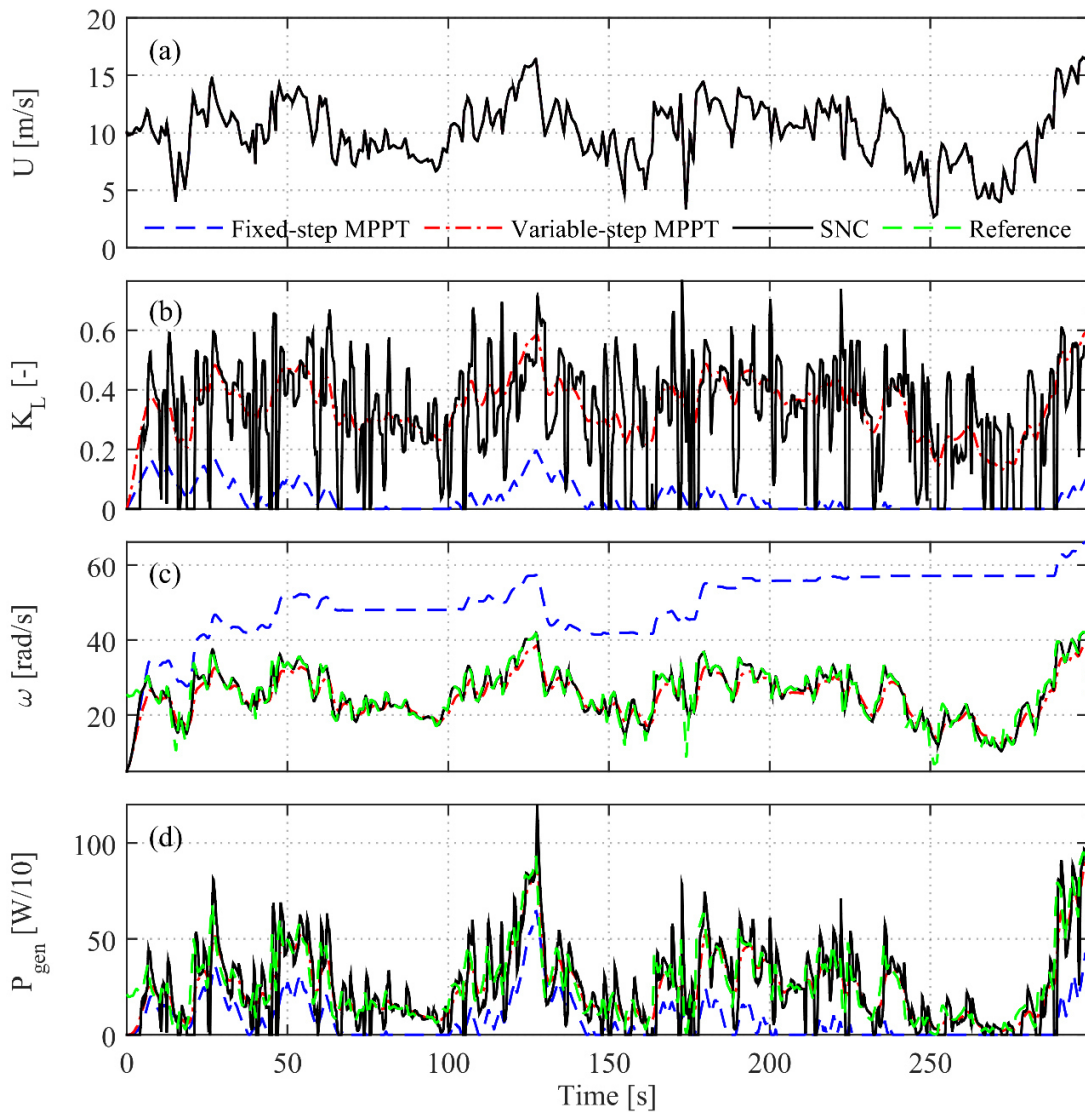 20
(a)
15
U [m/s]
10
5
0
Fixed-step MPPT Variable-step MPPT SNC Reference
(b)
0.6
K_L [-]
0.4
0.2
0
(c)
60
ω [rad/s]
40
20
(d)
100
P_gen [W/10]
50
0
0 50 100 150 200 250
Time [s]